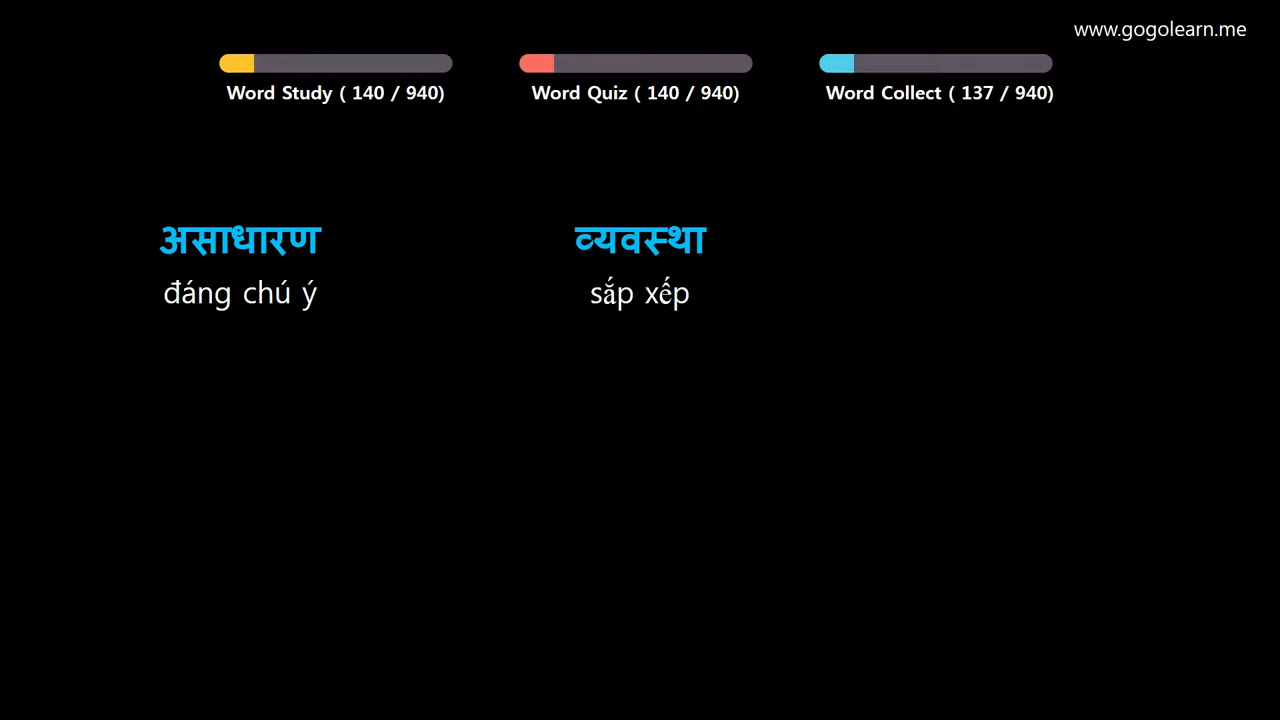 www.gogolearn.me
Word Study ( 140 / 940)
Word Quiz ( 140 / 940)
Word Collect ( 137 / 940)
असाधारण
đáng chú ý
व्यवस्था
sắp xếp